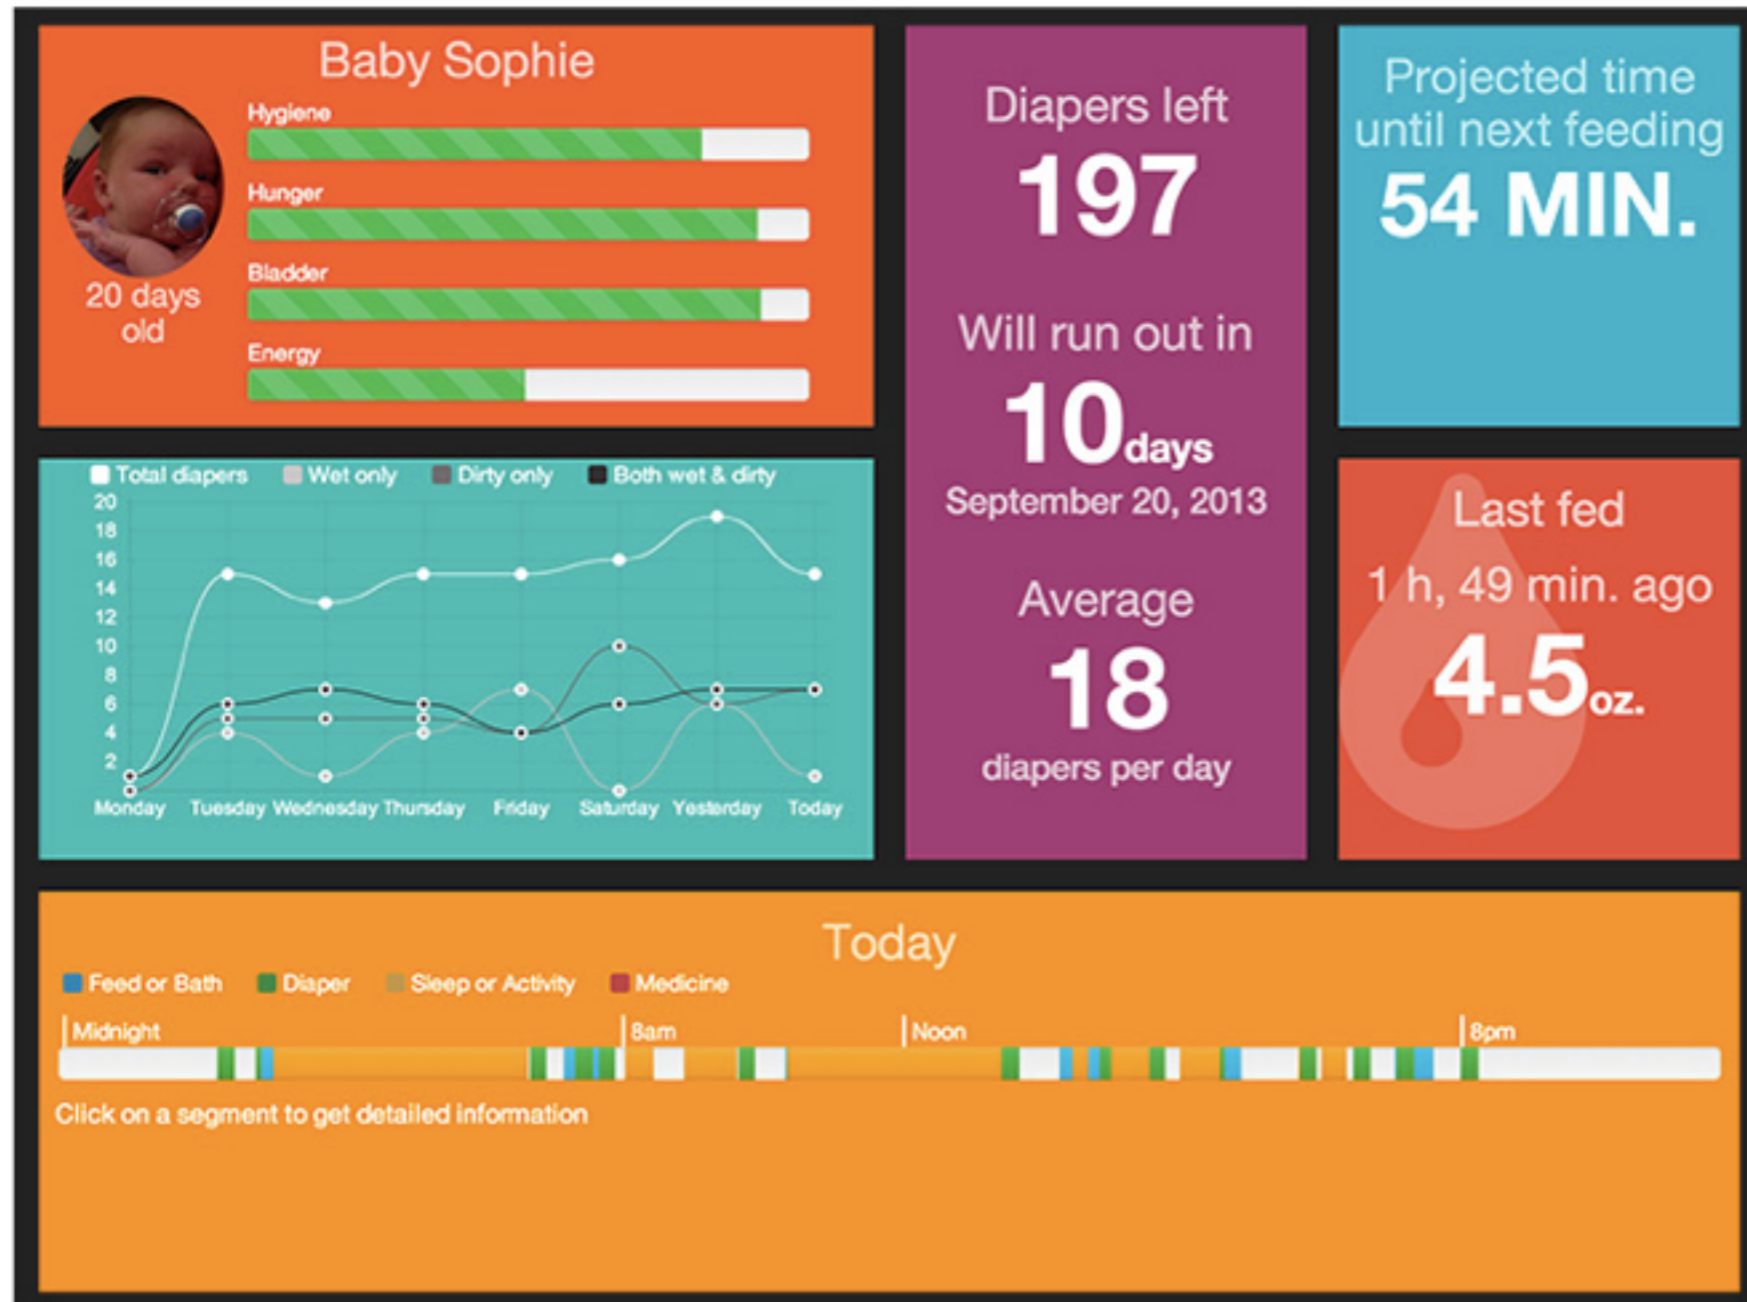 Baby Sophie
Hygiene
Hunger
Bladder
20 days
old
Energy
Diapers left
197
Will run out in
10 days
September 20, 2013
Average
18
diapers per day
Projected time
until next feeding
54 MIN.
Total diapers Wet only Dirty only Both wet & dirty
20
18
16
14
12
10
8
6
4
2
Monday Tuesday Wednesday Thursday Friday Saturday Yesterday Today
Last fed
1 h, 49 min. ago
4.5 oz.
Today
Feed or Bath Diaper Sleep or Activity Medicine
Midnight 8am Noon 8pm
Click on a segment to get detailed information